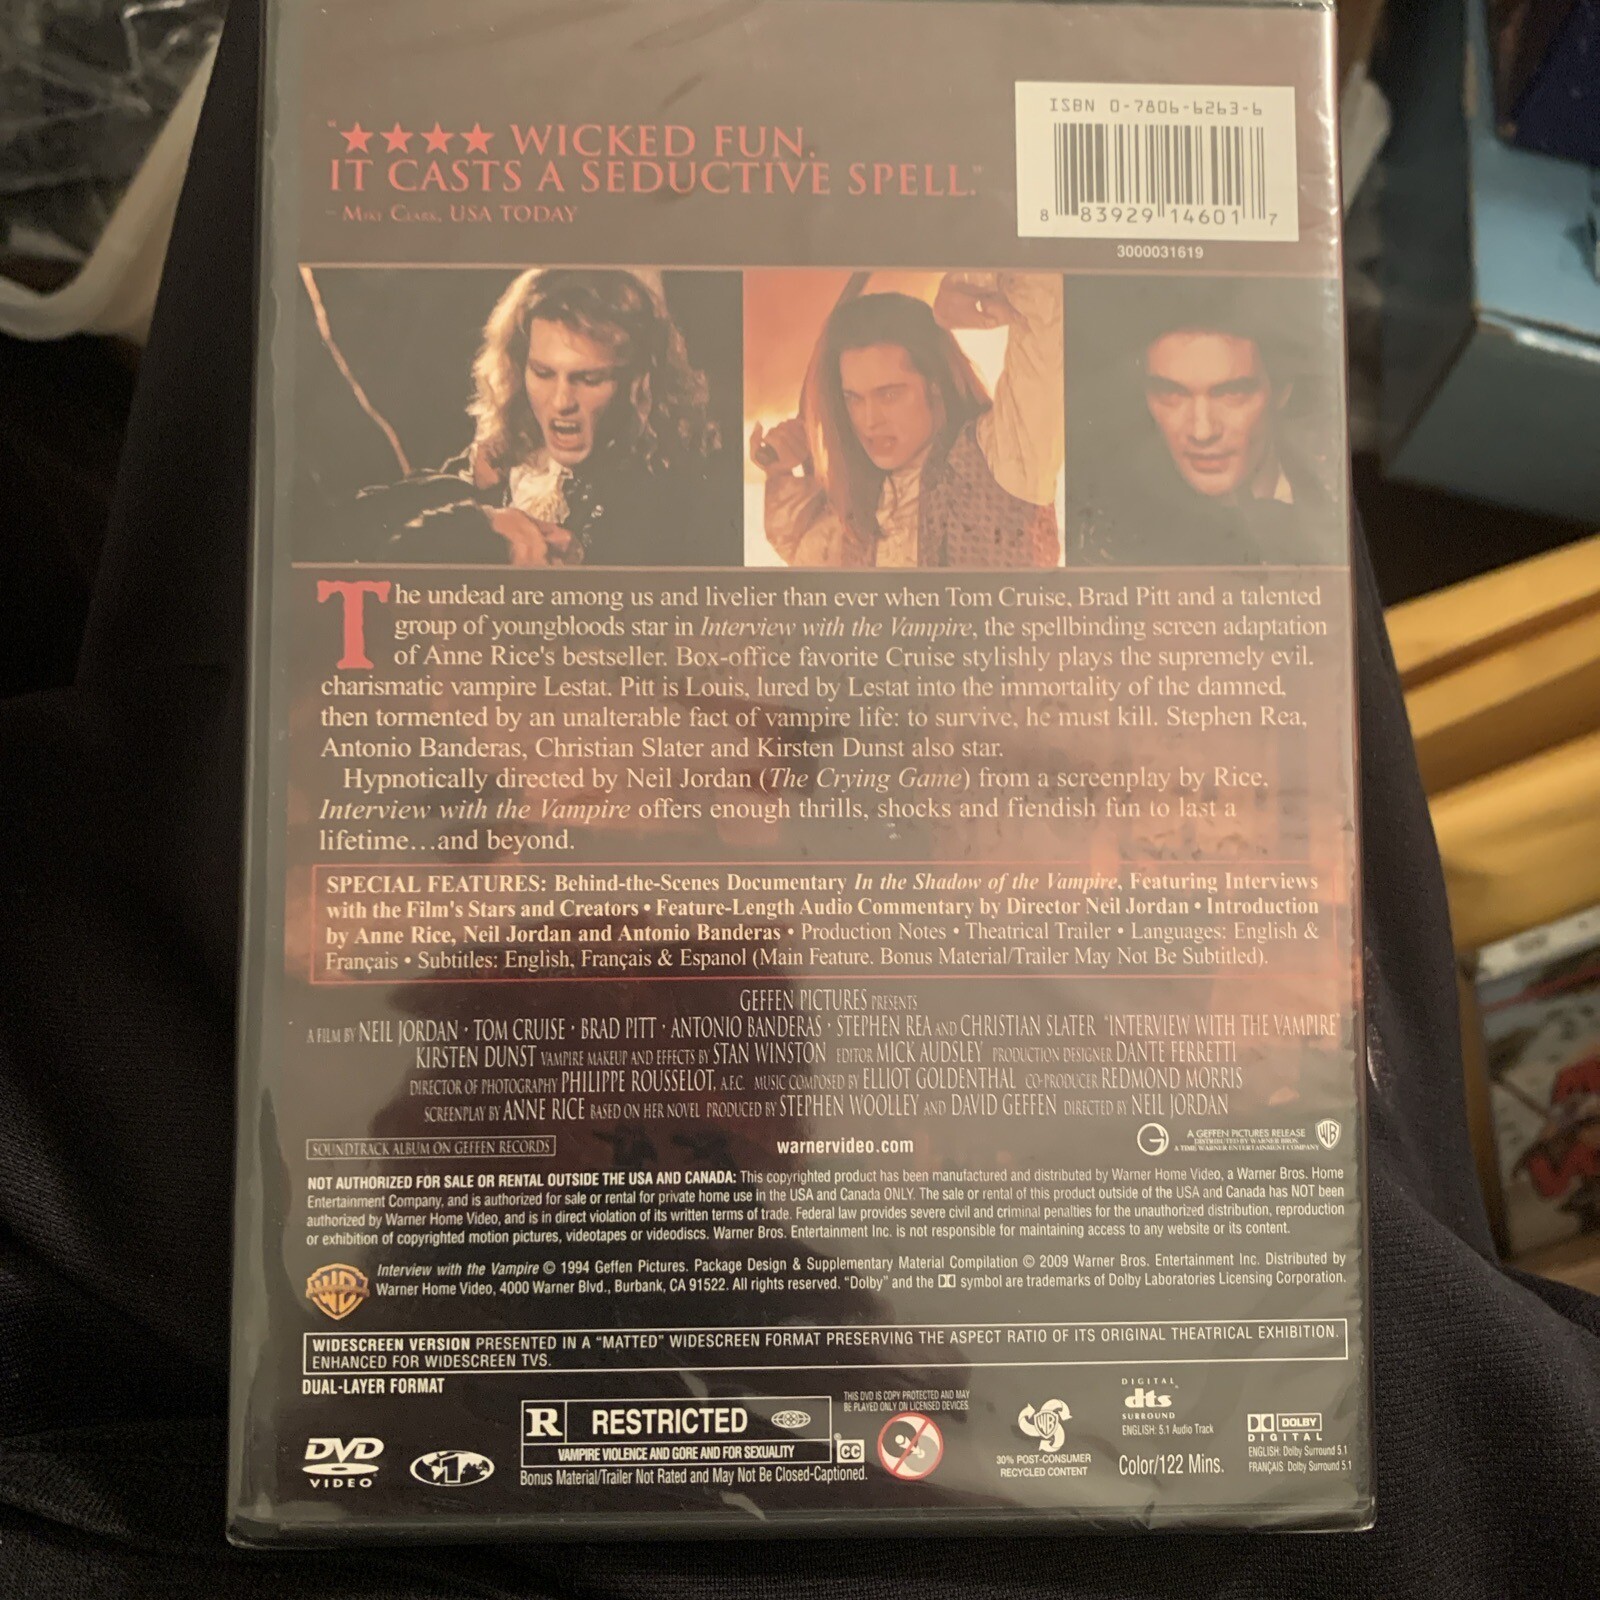 ISBN 0-7806-6263-6
"★★★★ WICKED FUN.
IT CASTS A SEDUCTIVE SPELL."
- Mike Clark, USA TODAY
8 83929 14601 7
3000031619
The undead are among us and livelier than ever when Tom Cruise, Brad Pitt and a talented
group of youngbloods star in Interview with the Vampire, the spellbinding screen adaptation
of Anne Rice's bestseller. Box-office favorite Cruise stylishly plays the supremely evil,
charismatic vampire Lestat. Pitt is Louis, lured by Lestat into the immortality of the damned,
then tormented by an unalterable fact of vampire life: to survive, he must kill. Stephen Rea,
Antonio Banderas, Christian Slater and Kirsten Dunst also star.
Hypnotically directed by Neil Jordan (The Crying Game) from a screenplay by Rice,
Interview with the Vampire offers enough thrills, shocks and fiendish fun to last a
lifetime...and beyond.
SPECIAL FEATURES: Behind-the-Scenes Documentary In the Shadow of the Vampire, Featuring Interviews
with the Film's Stars and Creators • Feature-Length Audio Commentary by Director Neil Jordan • Introduction
by Anne Rice, Neil Jordan and Antonio Banderas • Production Notes • Theatrical Trailer • Languages: English &
Français • Subtitles: English, Français & Espanol (Main Feature. Bonus Material/Trailer May Not Be Subtitled).
GEFFEN PICTURES PRESENTS
A FILM BY NEIL JORDAN · TOM CRUISE · BRAD PITT · ANTONIO BANDERAS · STEPHEN REA AND CHRISTIAN SLATER "INTERVIEW WITH THE VAMPIRE"
KIRSTEN DUNST VAMPIRE MAKEUP AND EFFECTS BY STAN WINSTON EDITOR MICK AUDSLEY PRODUCTION DESIGNER DANTE FERRETTI
DIRECTOR OF PHOTOGRAPHY PHILIPPE ROUSSELOT, A.F.C. MUSIC COMPOSED BY ELLIOT GOLDENTHAL CO-PRODUCER REDMOND MORRIS
SCREENPLAY BY ANNE RICE BASED ON HER NOVEL PRODUCED BY STEPHEN WOOLLEY AND DAVID GEFFEN DIRECTED BY NEIL JORDAN
SOUNDTRACK ALBUM ON GEFFEN RECORDS
warnervideo.com
A GEFFEN PICTURES RELEASE
DISTRIBUTED BY WARNER BROS.
A TIME WARNER ENTERTAINMENT COMPANY
WB
NOT AUTHORIZED FOR SALE OR RENTAL OUTSIDE THE USA AND CANADA: This copyrighted product has been manufactured and distributed by Warner Home Video, a Warner Bros. Home
Entertainment Company, and is authorized for sale or rental for private home use in the USA and Canada ONLY. The sale or rental of this product outside of the USA and Canada has NOT been
authorized by Warner Home Video, and is in direct violation of its written terms of trade. Federal law provides severe civil and criminal penalties for the unauthorized distribution, reproduction
or exhibition of copyrighted motion pictures, videotapes or videodiscs. Warner Bros. Entertainment Inc. is not responsible for maintaining access to any website or its content.
WB
Interview with the Vampire © 1994 Geffen Pictures. Package Design & Supplementary Material Compilation © 2009 Warner Bros. Entertainment Inc. Distributed by
Warner Home Video, 4000 Warner Blvd., Burbank, CA 91522. All rights reserved. "Dolby" and the DD symbol are trademarks of Dolby Laboratories Licensing Corporation.
WIDESCREEN VERSION PRESENTED IN A "MATTED" WIDESCREEN FORMAT PRESERVING THE ASPECT RATIO OF ITS ORIGINAL THEATRICAL EXHIBITION.
ENHANCED FOR WIDESCREEN TVS.
DUAL-LAYER FORMAT
DVD
VIDEO
1
R RESTRICTED
VAMPIRE VIOLENCE AND GORE AND FOR SEXUALITY
CC
Bonus Material/Trailer Not Rated and May Not Be Closed-Captioned.
THIS DVD IS COPY PROTECTED AND MAY
BE PLAYED ONLY ON LICENSED DEVICES.
WB
30% POST-CONSUMER
RECYCLED CONTENT
DIGITAL
dts
SURROUND
ENGLISH: 5.1 Audio Track
Color/122 Mins.
DOLBY
DIGITAL
ENGLISH: Dolby Surround 5.1
FRANÇAIS: Dolby Surround 5.1